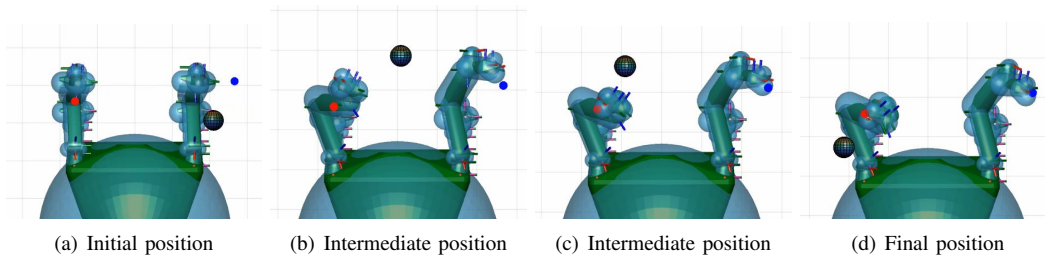 (a) Initial position
(b) Intermediate position
(c) Intermediate position
(d) Final position